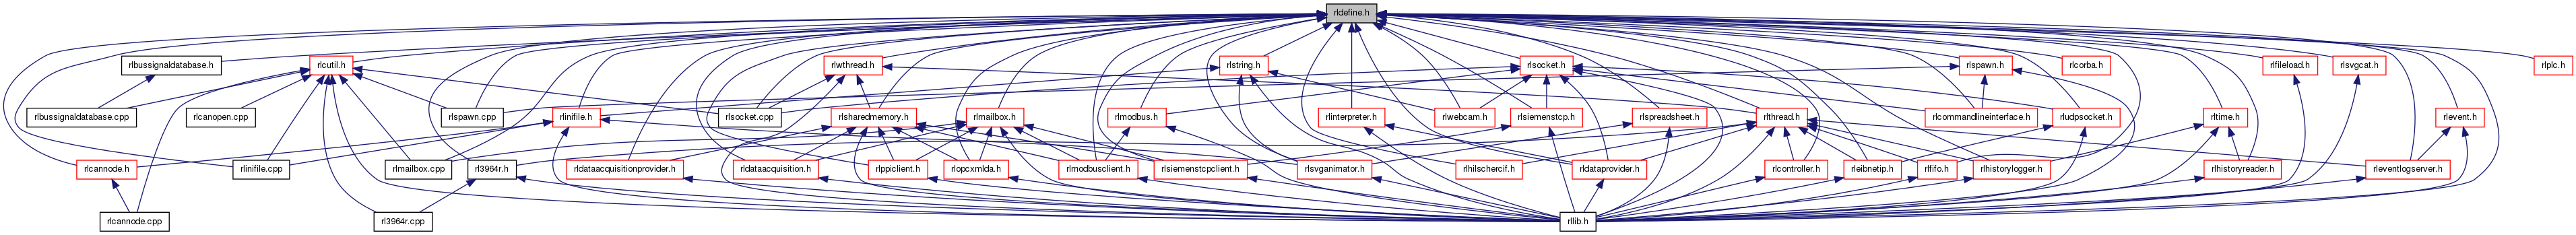 rldefine.h
rlbussignaldatabase.h
rlcutil.h
rlwthread.h
rlstring.h
rlsocket.h
rlspawn.h
rlcorba.h
rlfileload.h
rlsvgcat.h
rlplc.h
rlbussignaldatabase.cpp
rlcanopen.cpp
rlspawn.cpp
rlinifile.h
rlsocket.cpp
rlsharedmemory.h
rlmailbox.h
rlmodbus.h
rlinterpreter.h
rlwebcam.h
rlsiemenstcp.h
rlspreadsheet.h
rlthread.h
rlcommandlineinterface.h
rludpsocket.h
rltime.h
rlevent.h
rlcannode.h
rlinifile.cpp
rlmailbox.cpp
rl3964r.h
rldataacquisitionprovider.h
rldataacquisition.h
rlppiclient.h
rlopcxmlda.h
rlmodbusclient.h
rlsiemenstcpclient.h
rlsvganimator.h
rlhilschercif.h
rldataprovider.h
rlcontroller.h
rleibnetip.h
rlfifo.h
rlhistorylogger.h
rlhistoryreader.h
rleventlogserver.h
rlcannode.cpp
rl3964r.cpp
rllib.h